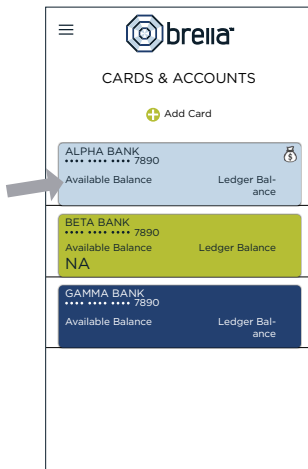 brella
CARDS & ACCOUNTS
Add Card
ALPHA BANK
•••• •••• •••• 7890
Available Balance Ledger Bal-
ance
BETA BANK
•••• •••• •••• 7890
Available Balance Ledger Balance
NA
GAMMA BANK
•••• •••• •••• 7890
Available Balance Ledger Bal-
ance